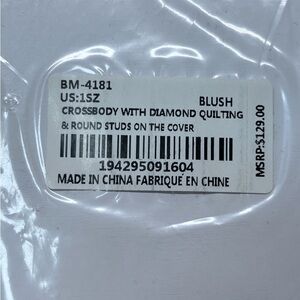 BM-4181
US:1SZ BLUSH
CROSSBODY WITH DIAMOND QUILTING
& ROUND STUDS ON THE COVER
194295091604
MADE IN CHINA FABRIQUÉ EN CHINE
MSRP:$129.00